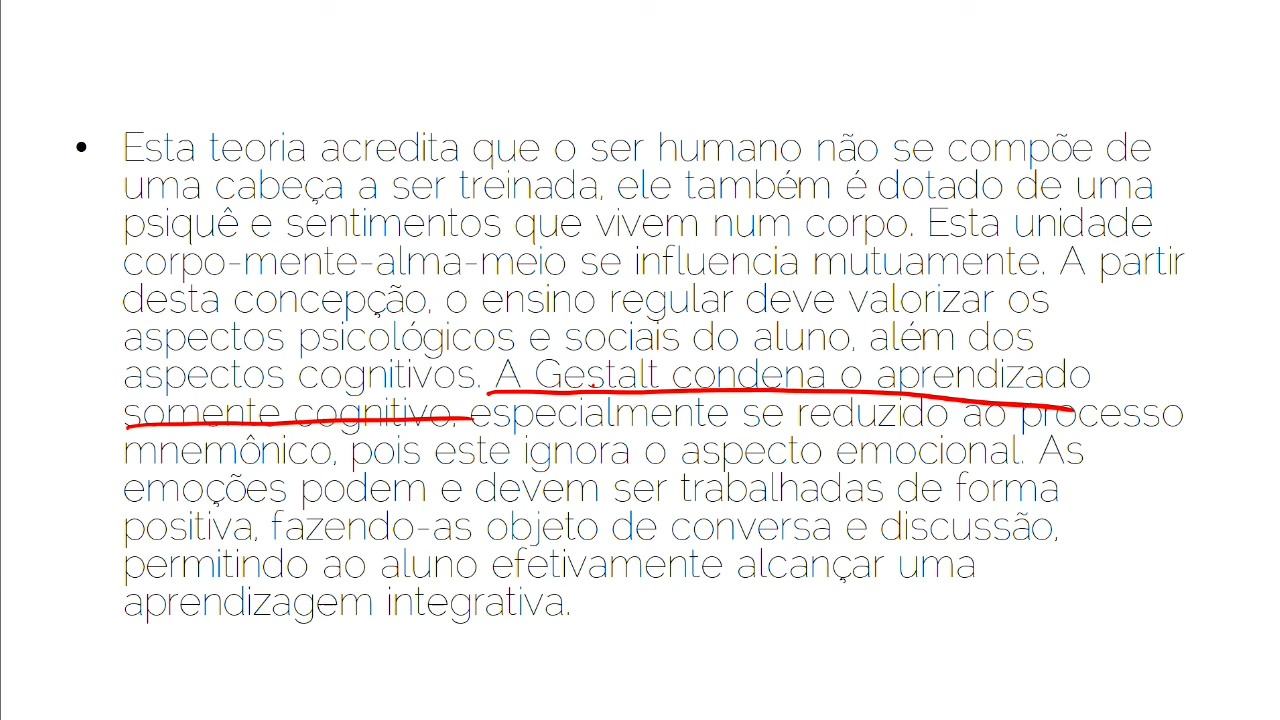 • Esta teoria acredita que o ser humano não se compõe de
uma cabeça a ser treinada, ele também é dotado de uma
psiquê e sentimentos que vivem num corpo. Esta unidade
corpo-mente-alma-meio se influencia mutuamente. A partir
desta concepção, o ensino regular deve valorizar os
aspectos psicológicos e sociais do aluno, além dos
aspectos cognitivos. A Gestalt condena o aprendizado
somente cognitivo, especialmente se reduzido ao processo
mnemônico, pois este ignora o aspecto emocional. As
emoções podem e devem ser trabalhadas de forma
positiva, fazendo-as objeto de conversa e discussão,
permitindo ao aluno efetivamente alcançar uma
aprendizagem integrativa.